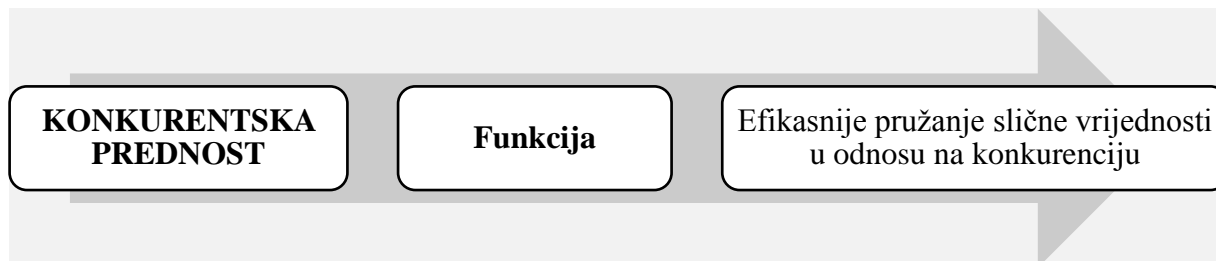 KONKURENTSKA
PREDNOST
Funkcija
Efikasnije pružanje slične vrijednosti
u odnosu na konkurenciju